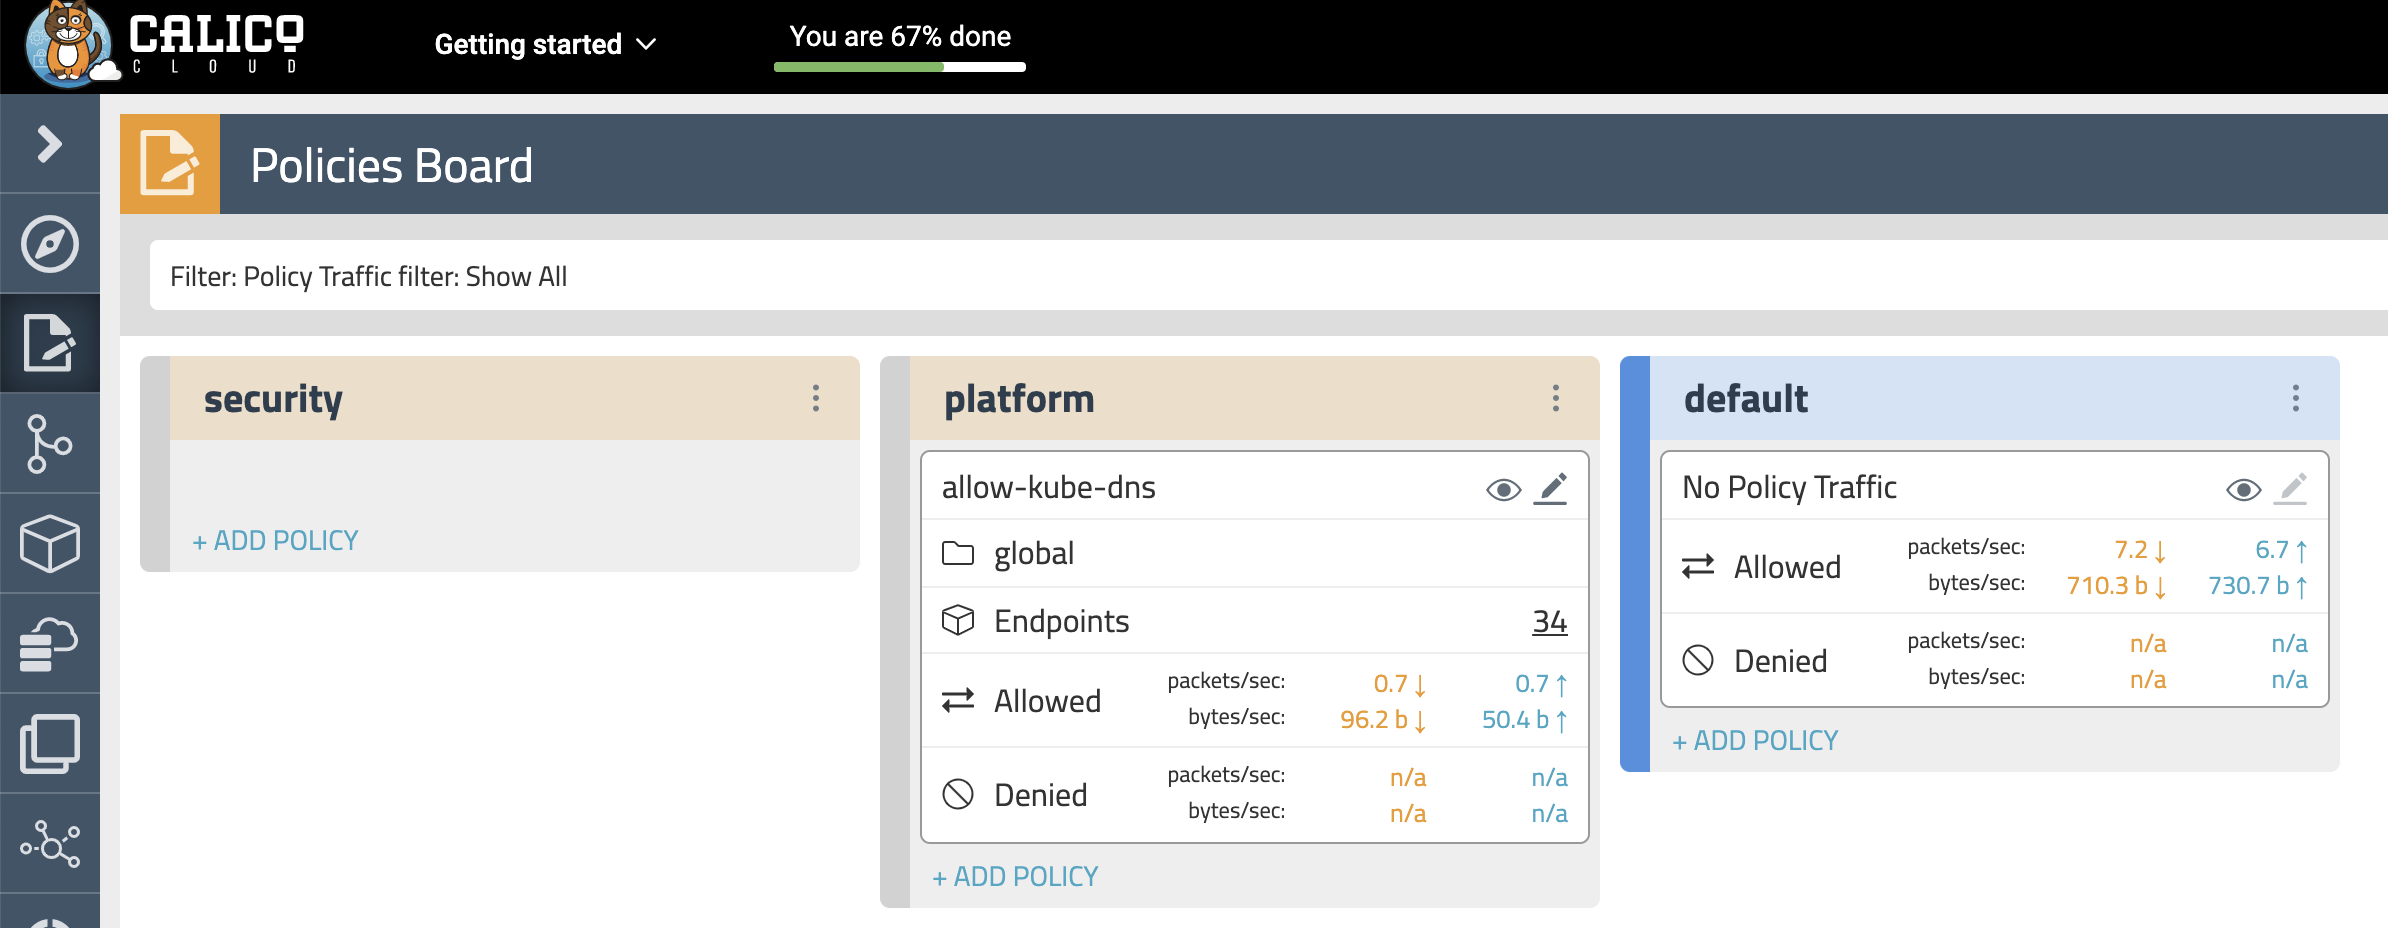 CALICO
CLOUD
Getting started
You are 67% done
Policies Board
Filter: Policy Traffic filter: Show All
security
+ ADD POLICY
platform
allow-kube-dns
global
Endpoints 34
Allowed packets/sec: 0.7 ↓ 0.7 ↑
bytes/sec: 96.2 b ↓ 50.4 b ↑
Denied packets/sec: n/a n/a
bytes/sec: n/a n/a
+ ADD POLICY
default
No Policy Traffic
Allowed packets/sec: 7.2 ↓ 6.7 ↑
bytes/sec: 710.3 b ↓ 730.7 b ↑
Denied packets/sec: n/a n/a
bytes/sec: n/a n/a
+ ADD POLICY